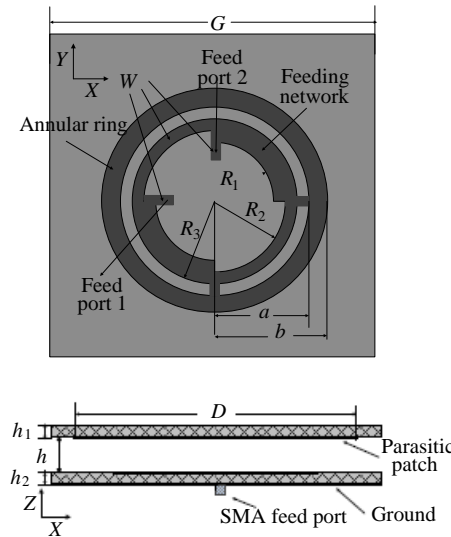 G
Y
X
W
Feed
port 2
Feeding
network
Annular ring
R1
R2
R3
Feed
port 1
a
b
D
h1
h
h2
Parasitic
patch
Z
X
SMA feed port
Ground